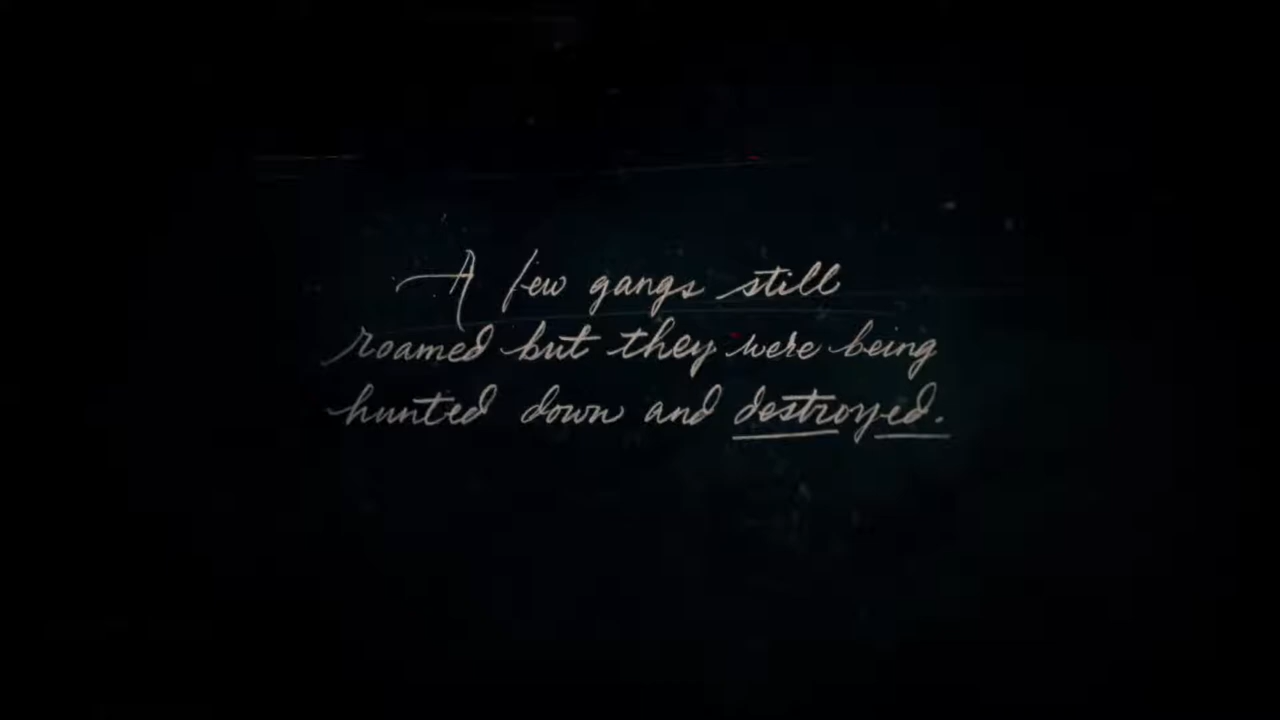 A few gangs still
roamed but they were being
hunted down and destroyed.